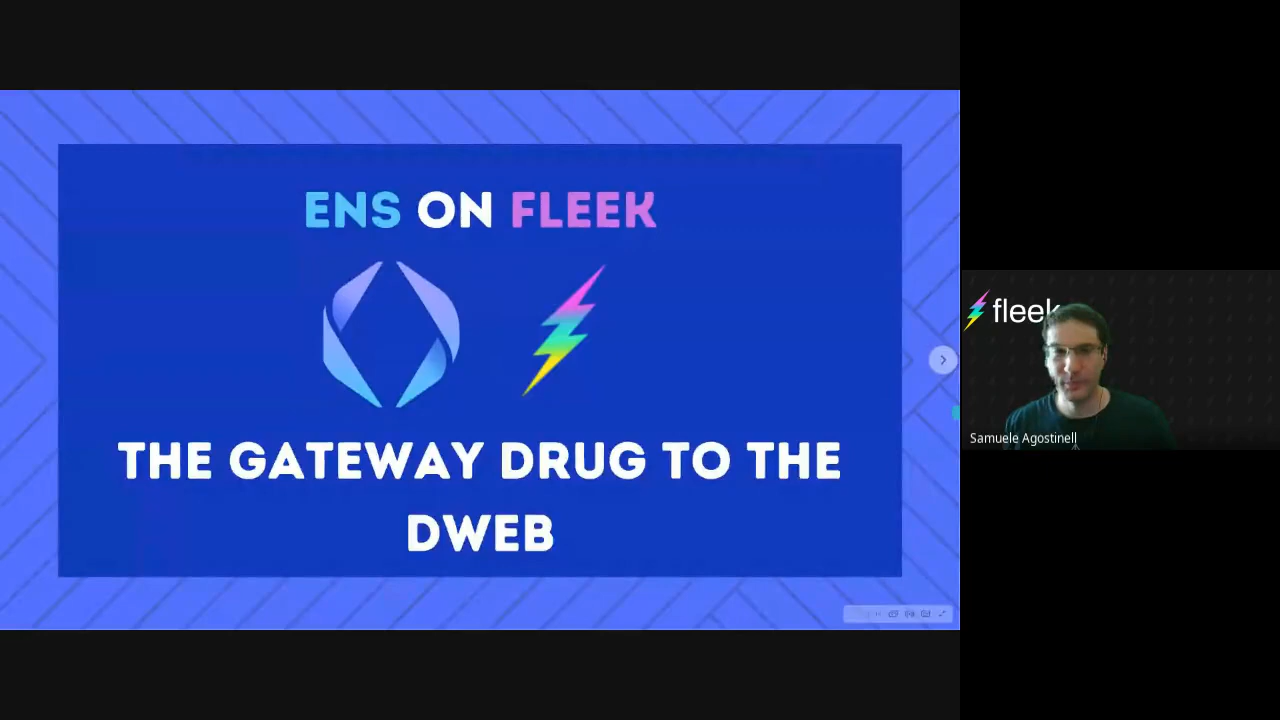 ENS ON FLEEK
THE GATEWAY DRUG TO THE
DWEB
fleek
Samuele Agostinell